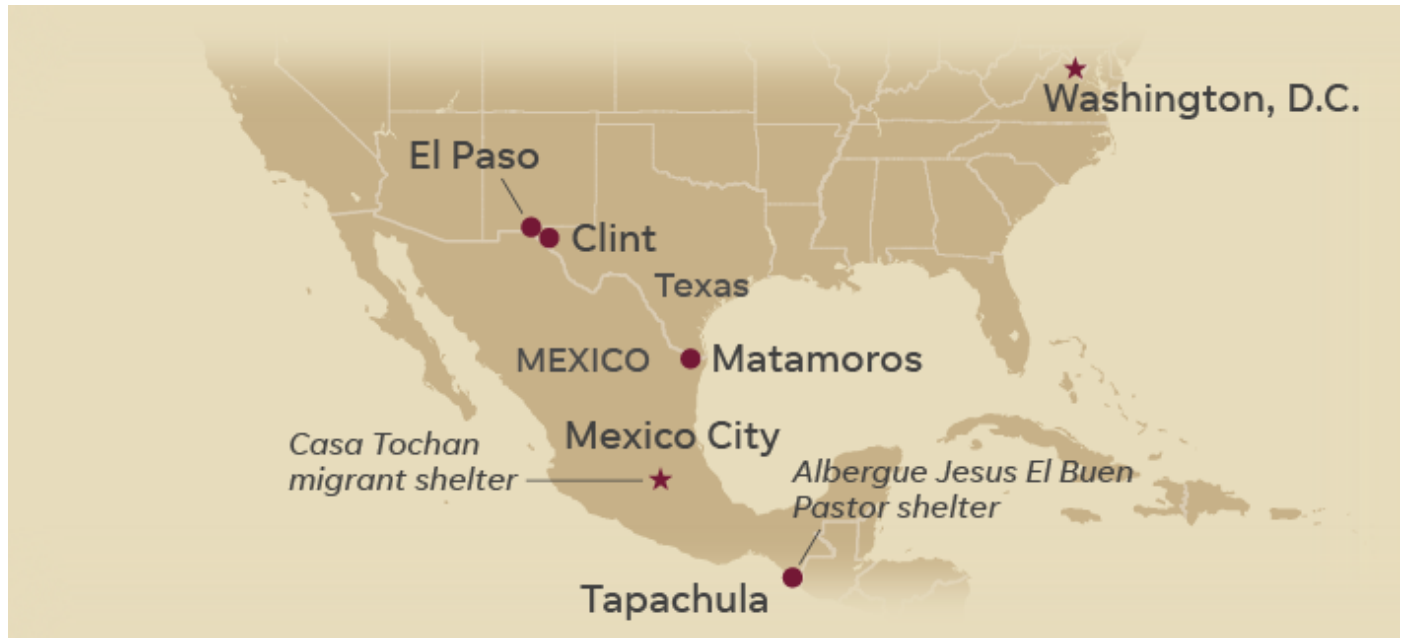 Washington, D.C.
El Paso
Clint
Texas
MEXICO
Matamoros
Mexico City
Casa Tochan
migrant shelter
Albergue Jesus El Buen
Pastor shelter
Tapachula